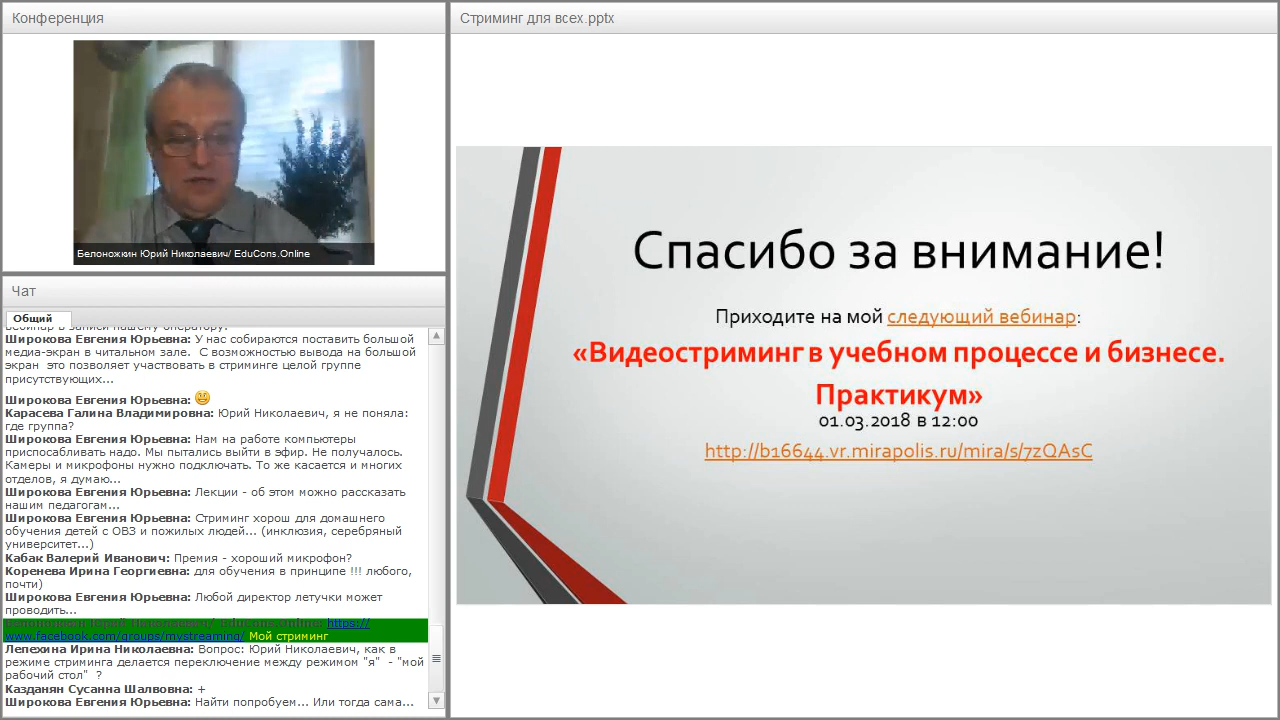 Конференция
Белоножкин Юрий Николаевич/ EduCons.Online
Чат
Общий
вебинар в записи нашему оператору.
Широкова Евгения Юрьевна: У нас собираются поставить большой
медиа-экран в читальном зале. С возможностью вывода на большой
экран это позволяет участвовать в стриминге целой группе
присутствующих...
Широкова Евгения Юрьевна:
Карасева Галина Владимировна: Юрий Николаевич, я не поняла:
где группа?
Широкова Евгения Юрьевна: Нам на работе компьютеры
приспосабливать надо. Мы пытались выйти в эфир. Не получалось.
Камеры и микрофоны нужно подключать. То же касается и многих
отделов, я думаю...
Широкова Евгения Юрьевна: Лекции - об этом можно рассказать
нашим педагогам...
Широкова Евгения Юрьевна: Стриминг хорош для домашнего
обучения детей с ОВЗ и пожилых людей... (инклюзия, серебряный
университет...)
Кабак Валерий Иванович: Премия - хороший микрофон?
Коренева Ирина Георгиевна: для обучения в принципе !!! любого,
почти)
Широкова Евгения Юрьевна: Любой директор летучки может
проводить...
Белоножкин Юрий Николаевич/ EduCons.Online: https://
www.facebook.com/groups/mystreaming/ Мой стриминг
Лепехина Ирина Николаевна: Вопрос: Юрий Николаевич, как в
режиме стриминга делается переключение между режимом "я" - "мой
рабочий стол" ?
Казданян Сусанна Шалвовна: +
Широкова Евгения Юрьевна: Найти попробуем... Или тогда сама...
Стриминг для всех.pptx
Спасибо за внимание!
Приходите на мой следующий вебинар:
«Видеостриминг в учебном процессе и бизнесе.
Практикум»
01.03.2018 в 12:00
http://b16644.vr.mirapolis.ru/mira/s/7zQAsC